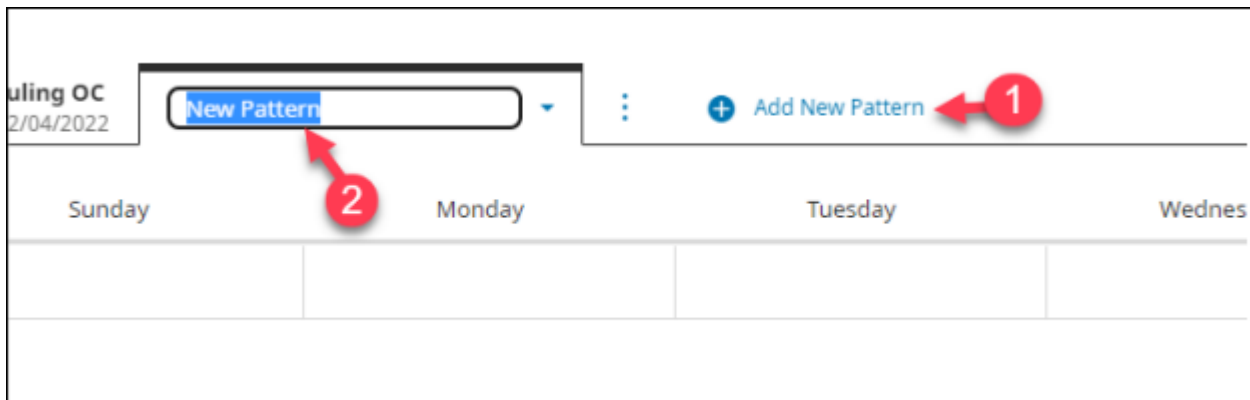 uling OC
2/04/2022
New Pattern
Add New Pattern
1
2
Sunday Monday Tuesday Wednes